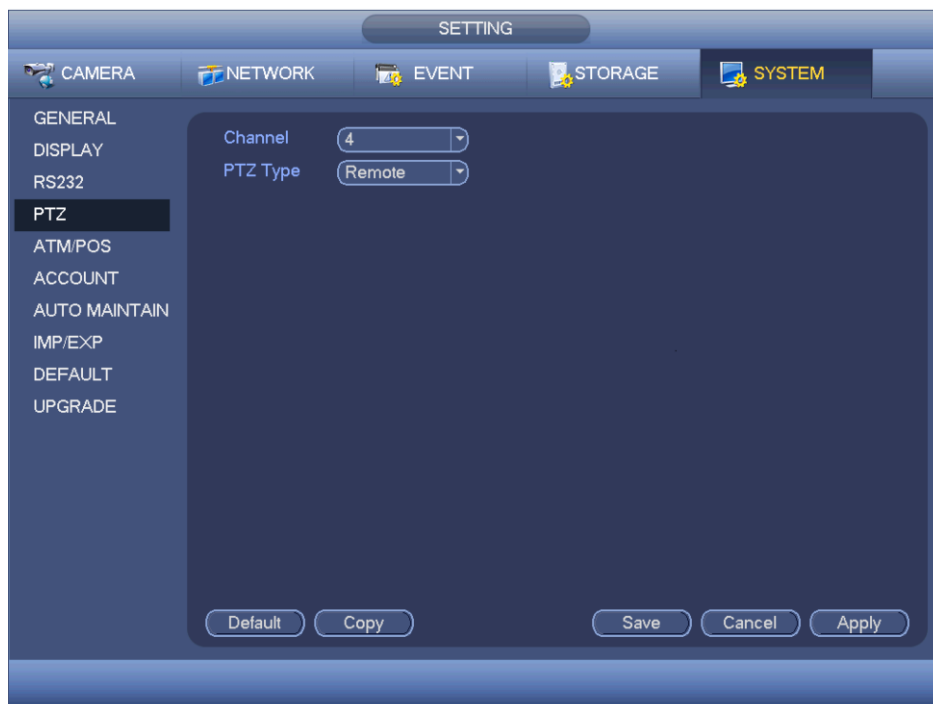 SETTING
CAMERA NETWORK EVENT STORAGE SYSTEM
GENERAL
DISPLAY
RS232
PTZ
ATM/POS
ACCOUNT
AUTO MAINTAIN
IMP/EXP
DEFAULT
UPGRADE
Channel 4
PTZ Type Remote
Default Copy Save Cancel Apply